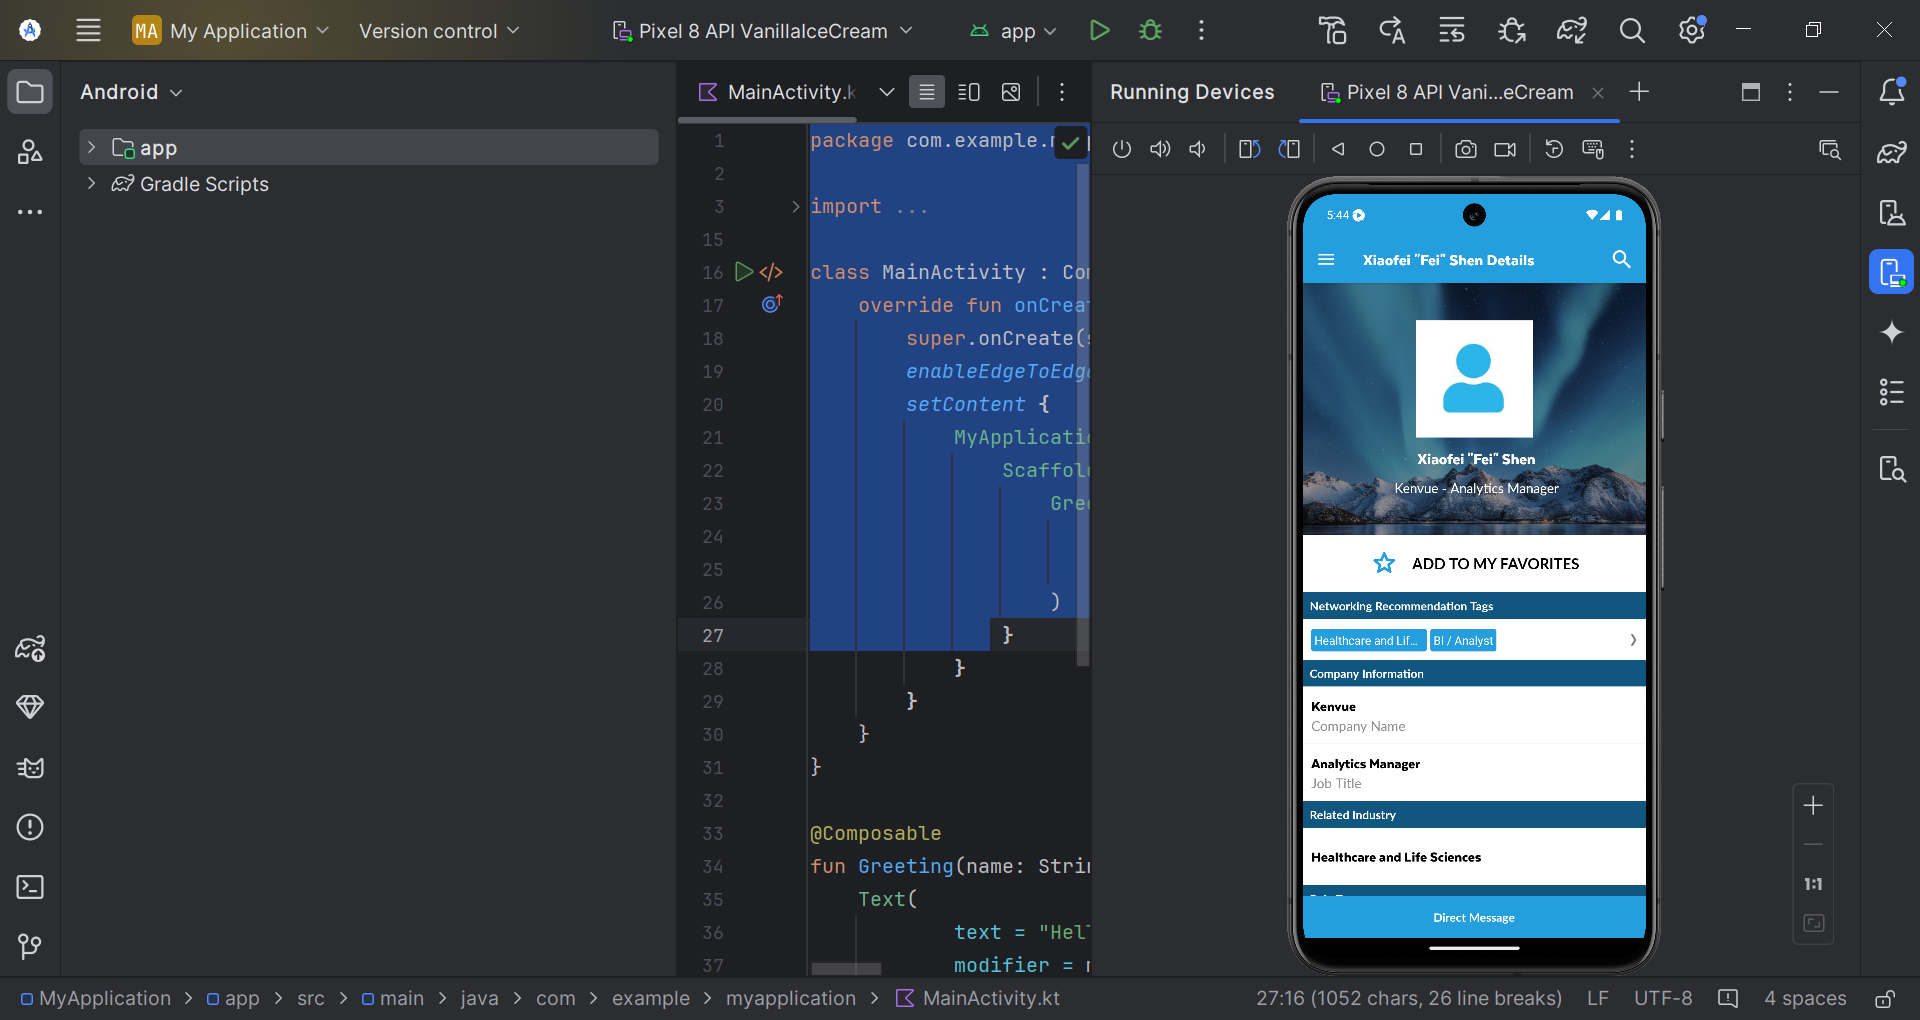 MA My Application Version control Pixel 8 API VanillaIceCream app
Android
app
Gradle Scripts
MainActivity.k
1 package com.example.
2
3 import ...
15
16 class MainActivity : Co
17 override fun onCrea
18 super.onCreate(
19 enableEdgeToEdg
20 setContent {
21 MyApplicati
22 Scaffol
23 Gre
24
25
26 )
27 }
28 }
29 }
30 }
31 }
32
33 @Composable
34 fun Greeting(name: Stri
35 Text(
36 text = "Hel
37 modifier =
Running Devices Pixel 8 API Vani...eCream
5:44
Xiaofei "Fei" Shen Details
Xiaofei "Fei" Shen
Kenvue - Analytics Manager
ADD TO MY FAVORITES
Networking Recommendation Tags
Healthcare and Lif... BI / Analyst
Company Information
Kenvue
Company Name
Analytics Manager
Job Title
Related Industry
Healthcare and Life Sciences
Direct Message
1:1
MyApplication app src main java com example myapplication MainActivity.kt
27:16 (1052 chars, 26 line breaks) LF UTF-8 4 spaces